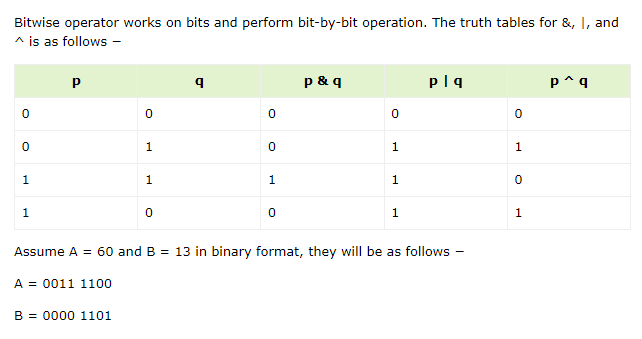 Bitwise operator works on bits and perform bit-by-bit operation. The truth tables for &, |, and
^ is as follows −
p q p & q p | q p ^ q
0 0 0 0 0
0 1 0 1 1
1 1 1 1 0
1 0 0 1 1
Assume A = 60 and B = 13 in binary format, they will be as follows −
A = 0011 1100
B = 0000 1101